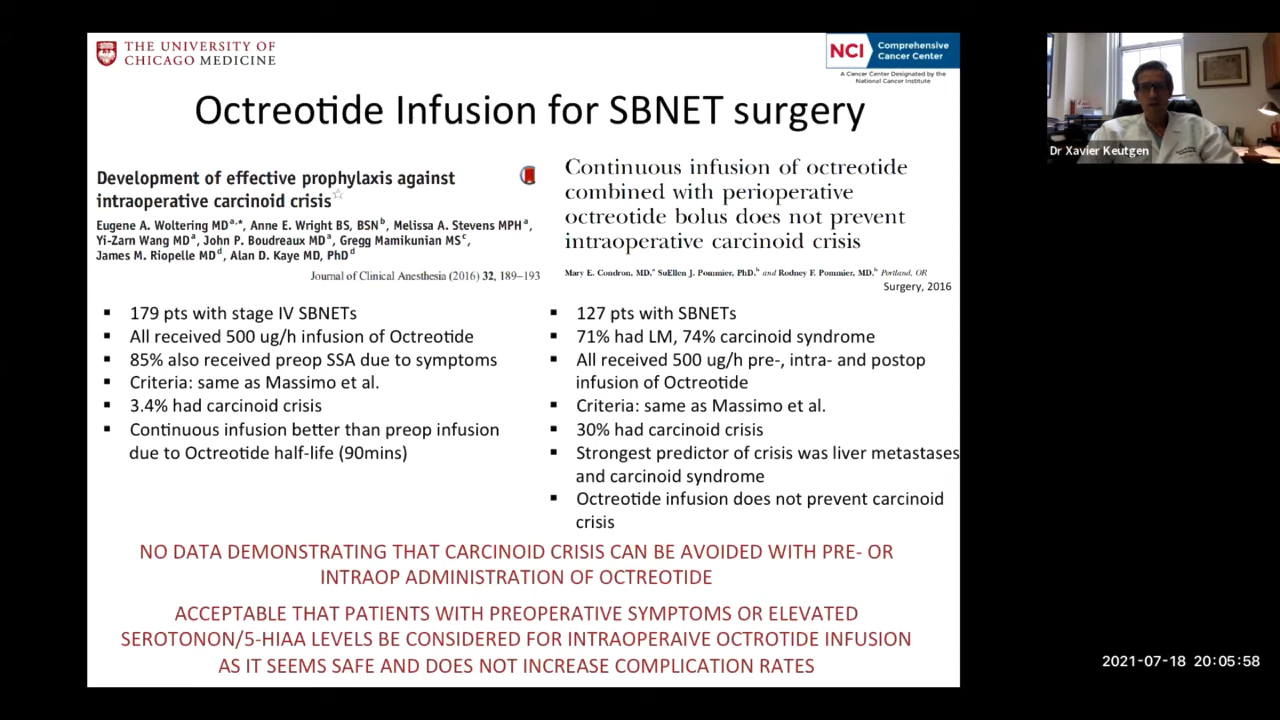 THE UNIVERSITY OF
CHICAGO MEDICINE
NCI
Comprehensive
Cancer Center
A Cancer Center Designated by the
National Cancer Institute
Octreotide Infusion for SBNET surgery
Development of effective prophylaxis against
intraoperative carcinoid crisis☆
Eugene A. Woltering MDa,*, Anne E. Wright BS, BSNb, Melissa A. Stevens MPHa,
Yi-Zarn Wang MDa, John P. Boudreaux MDa, Gregg Mamikunian MSc,
James M. Riopelle MDd, Alan D. Kaye MD, PhDd
Journal of Clinical Anesthesia (2016) 32, 189–193
Continuous infusion of octreotide
combined with perioperative
octreotide bolus does not prevent
intraoperative carcinoid crisis
Mary E. Condron, MD,a SuEllen J. Pommier, PhD,b and Rodney F. Pommier, MD,b Portland, OR
Surgery, 2016
▪ 179 pts with stage IV SBNETs
▪ All received 500 ug/h infusion of Octreotide
▪ 85% also received preop SSA due to symptoms
▪ Criteria: same as Massimo et al.
▪ 3.4% had carcinoid crisis
▪ Continuous infusion better than preop infusion
due to Octreotide half-life (90mins)
▪ 127 pts with SBNETs
▪ 71% had LM, 74% carcinoid syndrome
▪ All received 500 ug/h pre-, intra- and postop
infusion of Octreotide
▪ Criteria: same as Massimo et al.
▪ 30% had carcinoid crisis
▪ Strongest predictor of crisis was liver metastases
and carcinoid syndrome
▪ Octreotide infusion does not prevent carcinoid
crisis
NO DATA DEMONSTRATING THAT CARCINOID CRISIS CAN BE AVOIDED WITH PRE- OR
INTRAOP ADMINISTRATION OF OCTREOTIDE
ACCEPTABLE THAT PATIENTS WITH PREOPERATIVE SYMPTOMS OR ELEVATED
SEROTONON/5-HIAA LEVELS BE CONSIDERED FOR INTRAOPERAIVE OCTROTIDE INFUSION
AS IT SEEMS SAFE AND DOES NOT INCREASE COMPLICATION RATES
Dr Xavier Keutgen
2021-07-18 20:05:58